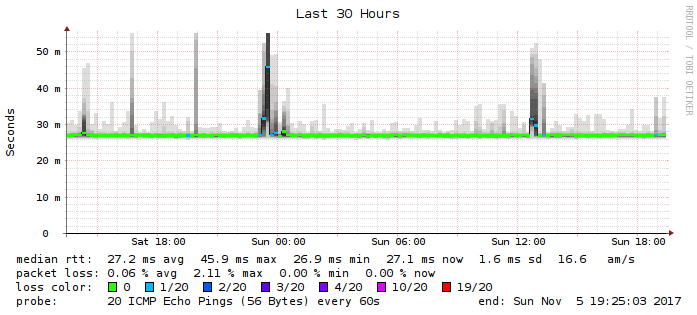 Last 30 Hours
RRDTOOL / TOBI OETIKER
Seconds
50 m
40 m
30 m
20 m
10 m
0
Sat 18:00 Sun 00:00 Sun 06:00 Sun 12:00 Sun 18:00
median rtt: 27.2 ms avg 45.9 ms max 26.9 ms min 27.1 ms now 1.6 ms sd 16.6 am/s
packet loss: 0.06 % avg 2.11 % max 0.00 % min 0.00 % now
loss color: 0 1/20 2/20 3/20 4/20 10/20 19/20
probe: 20 ICMP Echo Pings (56 Bytes) every 60s end: Sun Nov 5 19:25:03 2017